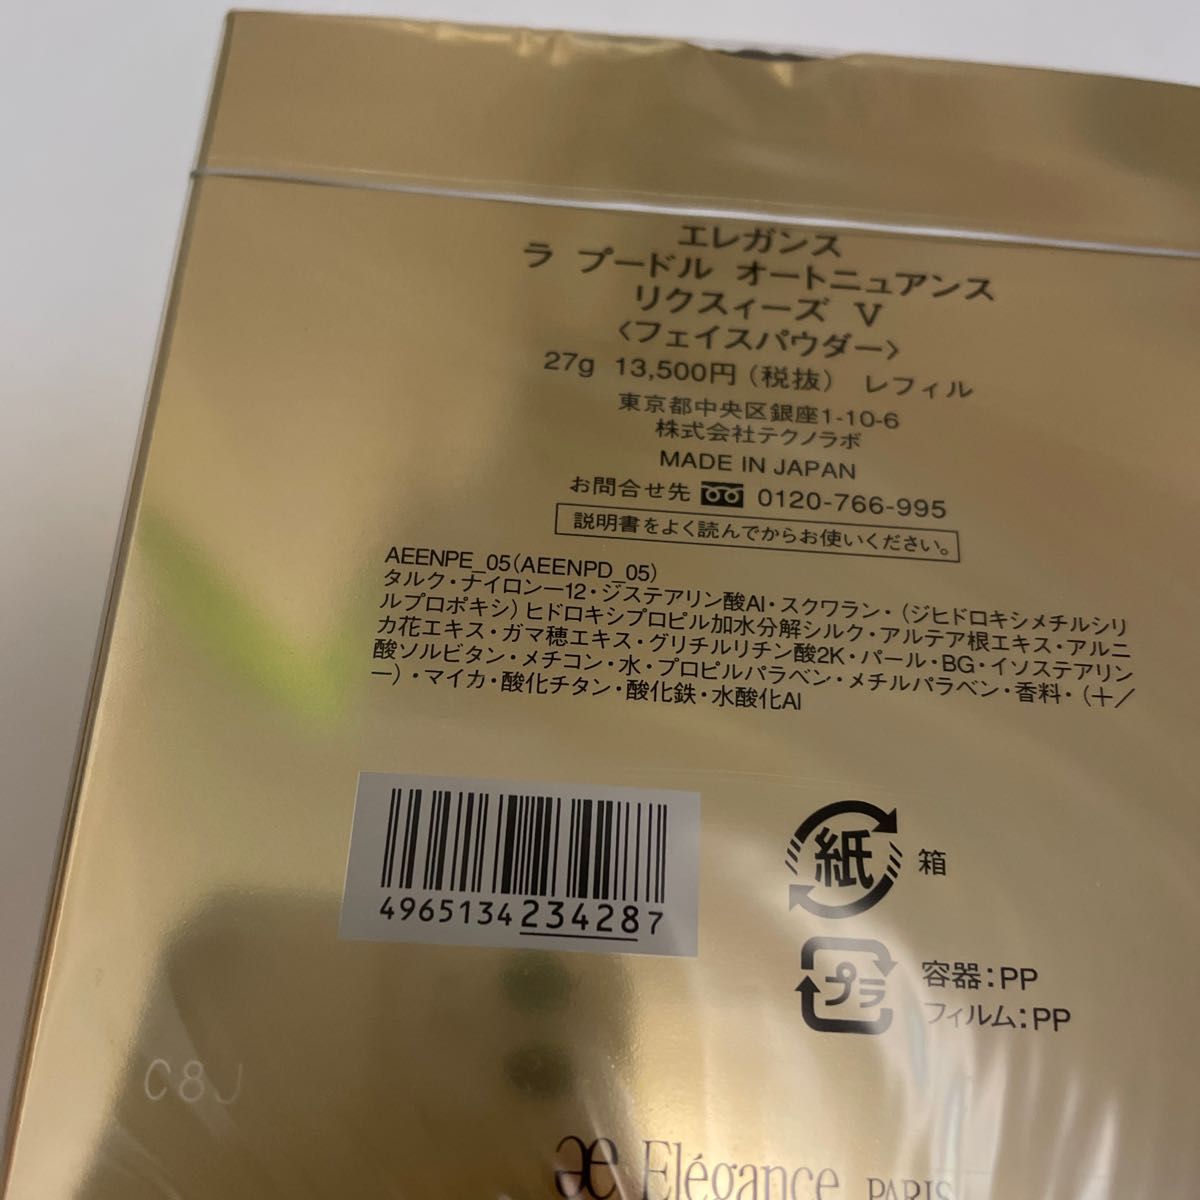 エレガンス
ラ プードル オートニュアンス
リクスィーズ V
〈フェイスパウダー〉
27g 13,500円(税抜) レフィル
東京都中央区銀座1-10-6
株式会社テクノラボ
MADE IN JAPAN
お問合せ先 0120-766-995
説明書をよく読んでからお使いください。
AEENPE_05(AEENPD_05)
タルク・ナイロン－12・ジステアリン酸Al・スクワラン・(ジヒドロキシメチルシリ
ルプロポキシ)ヒドロキシプロピル加水分解シルク・アルテア根エキス・アルニ
カ花エキス・ガマ穂エキス・グリチルリチン酸2K・パール・BG・イソステアリン
酸ソルビタン・メチコン・水・プロピルパラベン・メチルパラベン・香料・(＋／
－)・マイカ・酸化チタン・酸化鉄・水酸化Al
4965134234287
紙 箱
プラ 容器:PP
フィルム:PP
C8J
æ Elégance PARIS